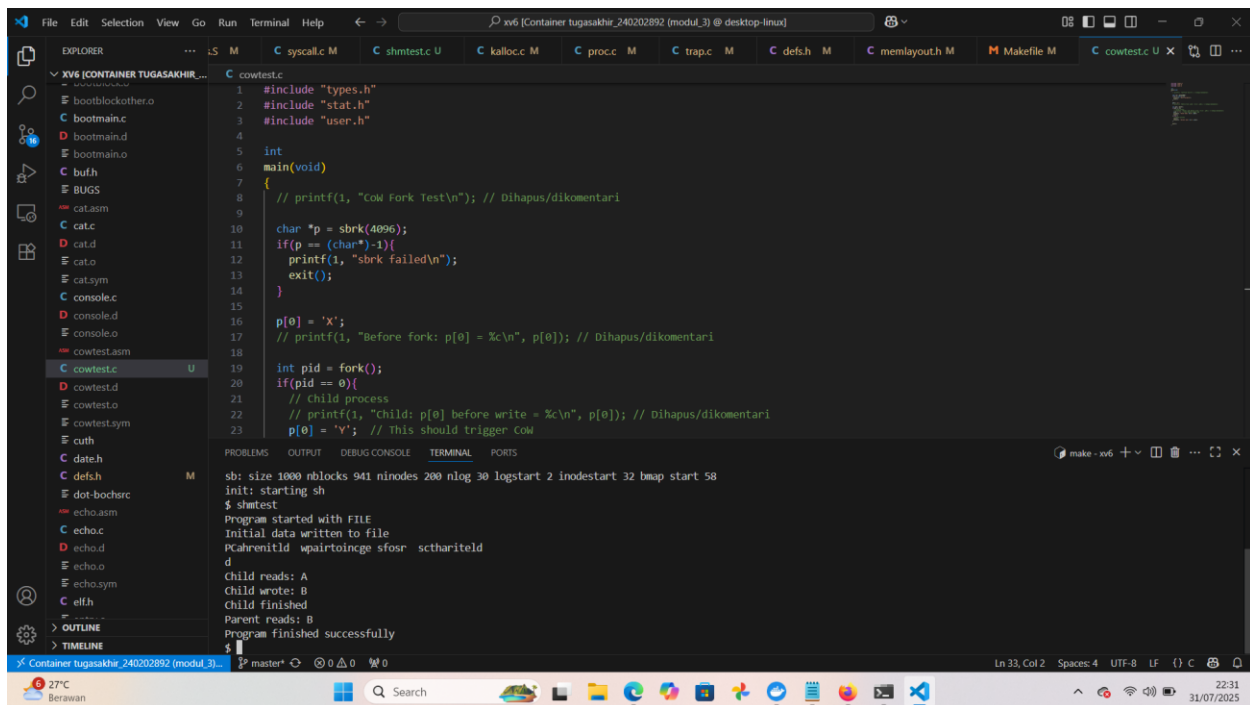 File Edit Selection View Go Run Terminal Help
xv6 [Container tugasakhir_240202892 (modul_3) @ desktop-linux]
EXPLORER
.S M
C syscall.c M
C shmtest.c U
C kalloc.c M
C proc.c M
C trap.c M
C defs.h M
C memlayout.h M
M Makefile M
C cowtest.c U
XV6 [CONTAINER TUGASAKHIR_...
bootblockother.o
C bootmain.c
D bootmain.d
bootmain.o
C buf.h
BUGS
cat.asm
C cat.c
D cat.d
cat.o
cat.sym
C console.c
D console.d
console.o
cowtest.asm
C cowtest.c U
D cowtest.d
cowtest.o
cowtest.sym
cuth
C date.h
C defs.h M
dot-bochsrc
echo.asm
C echo.c
D echo.d
echo.o
echo.sym
C elf.h
OUTLINE
TIMELINE
16
C cowtest.c
1 #include "types.h"
2 #include "stat.h"
3 #include "user.h"
4
5 int
6 main(void)
7 {
8 // printf(1, "CoW Fork Test\n"); // Dihapus/dikomentari
9
10 char *p = sbrk(4096);
11 if(p == (char*)-1){
12 printf(1, "sbrk failed\n");
13 exit();
14 }
15
16 p[0] = 'X';
17 // printf(1, "Before fork: p[0] = %c\n", p[0]); // Dihapus/dikomentari
18
19 int pid = fork();
20 if(pid == 0){
21 // Child process
22 // printf(1, "Child: p[0] before write = %c\n", p[0]); // Dihapus/dikomentari
23 p[0] = 'Y'; // This should trigger CoW
PROBLEMS OUTPUT DEBUG CONSOLE TERMINAL PORTS
make - xv6
sb: size 1000 nblocks 941 ninodes 200 nlog 30 logstart 2 inodestart 32 bmap start 58
init: starting sh
$ shmtest
Program started with FILE
Initial data written to file
PCahrenitld wpairtoincge sfosr scthariteld
d
Child reads: A
Child wrote: B
Child finished
Parent reads: B
Program finished successfully
$
Container tugasakhir_240202892 (modul_3)... master* 0 0 0 Ln 33, Col 2 Spaces: 4 UTF-8 LF {} C
6
27°C
Berawan
Search
22:31
31/07/2025